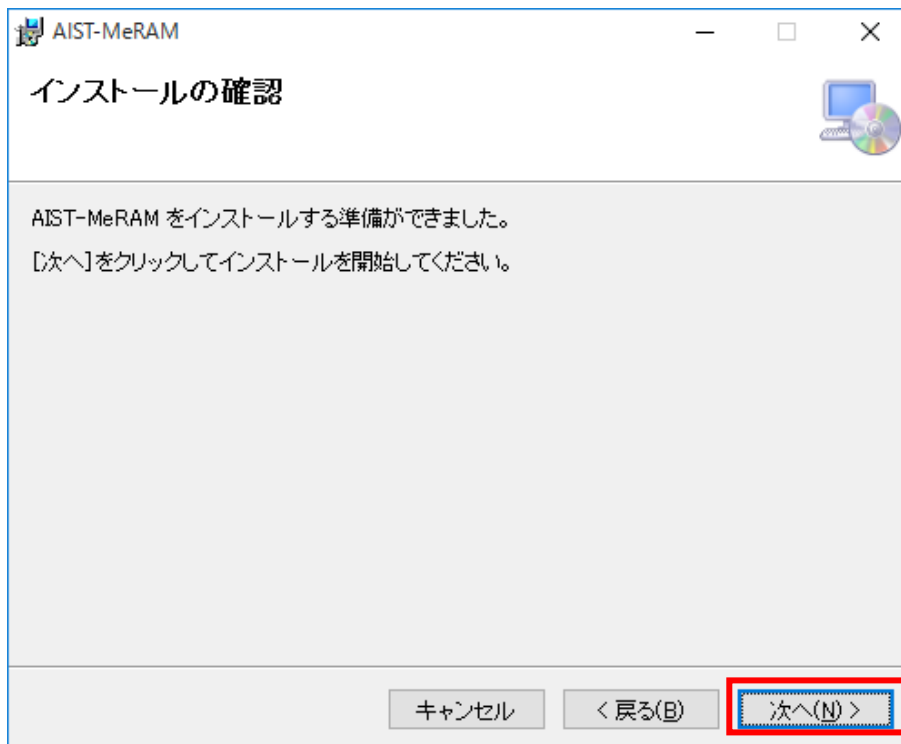 AIST-MeRAM
インストールの確認
AIST-MeRAM をインストールする準備ができました。
[次へ]をクリックしてインストールを開始してください。
キャンセル
< 戻る(B)
次へ(N) >